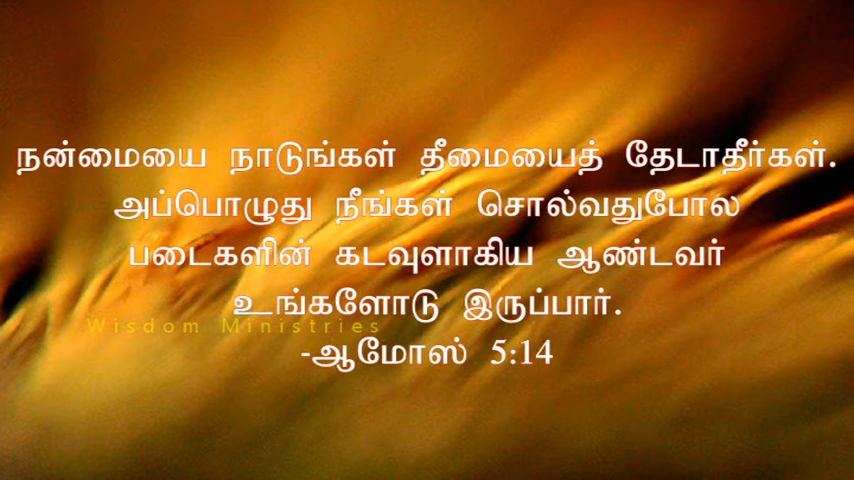 நன்மையை நாடுங்கள் தீமையைத் தேடாதீர்கள்.
அப்பொழுது நீங்கள் சொல்வதுபோல
படைகளின் கடவுளாகிய ஆண்டவர்
உங்களோடு இருப்பார்.
Wisdom Ministries
-ஆமோஸ் 5:14